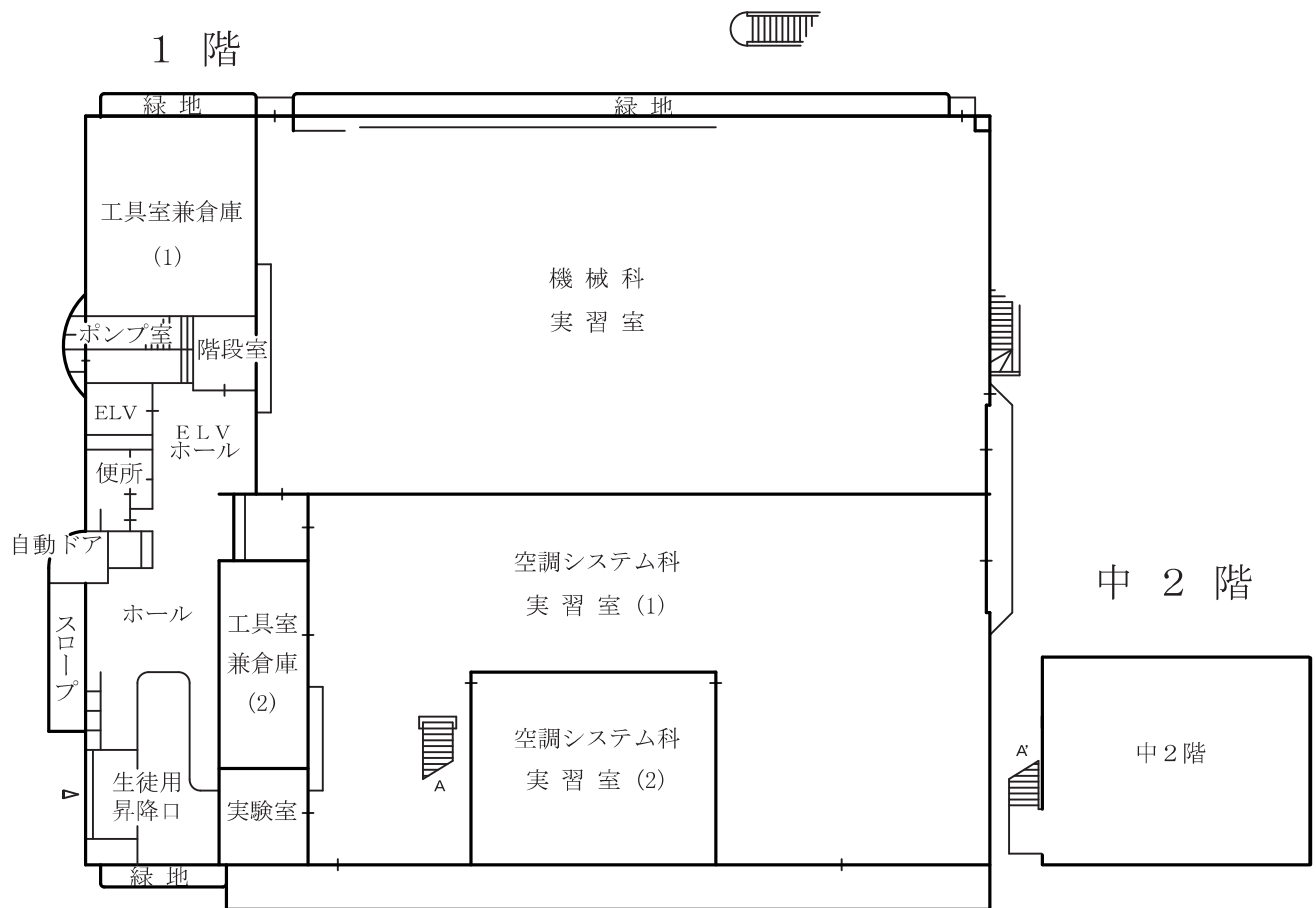 1 階
緑 地
緑 地
工具室兼倉庫
(1)
機 械 科
実 習 室
ポンプ室
階段室
ELV
ELV
ホール
便所
自動ドア
空調システム科
実 習 室 (1)
中 2 階
ホール
スロープ
工具室
兼倉庫
(2)
空調システム科
実 習 室 (2)
A
A'
中2階
生徒用
昇降口
実験室
緑 地